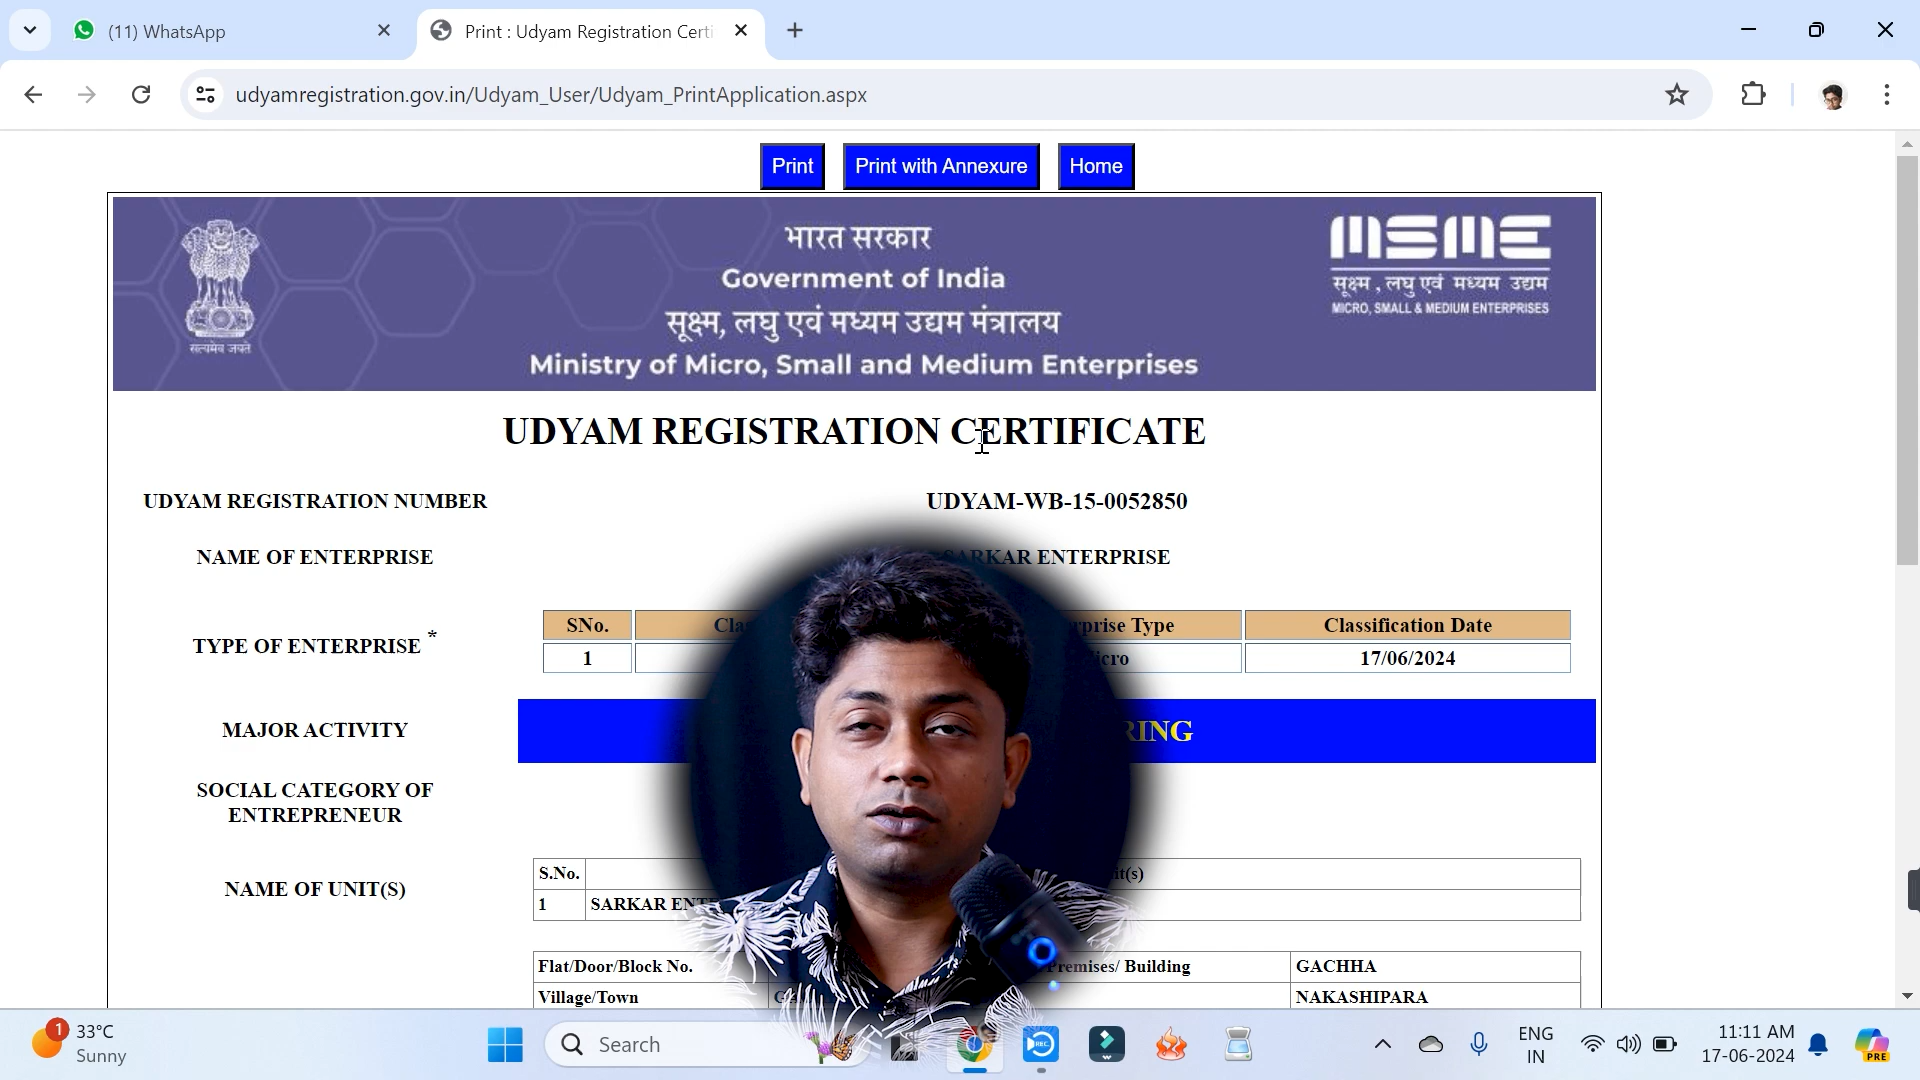 (11) WhatsApp
Print : Udyam Registration Certi
udyamregistration.gov.in/Udyam_User/Udyam_PrintApplication.aspx
Print
Print with Annexure
Home
भारत सरकार
Government of India
सूक्ष्म, लघु एवं मध्यम उद्यम मंत्रालय
Ministry of Micro, Small and Medium Enterprises
सत्यमेव जयते
MSME
सूक्ष्म, लघु एवं मध्यम उद्यम
MICRO, SMALL & MEDIUM ENTERPRISES
UDYAM REGISTRATION CERTIFICATE
UDYAM REGISTRATION NUMBER
UDYAM-WB-15-0052850
NAME OF ENTERPRISE
SARKAR ENTERPRISE
TYPE OF ENTERPRISE *
SNo.
Type
Classification Date
1
17/06/2024
MAJOR ACTIVITY
SOCIAL CATEGORY OF
ENTREPRENEUR
NAME OF UNIT(S)
S.No.
1
SARKAR
Flat/Door/Block No.
Premises/ Building
GACHHA
Village/Town
NAKASHIPARA
1
33°C
Sunny
Search
REC
ENG
IN
11:11 AM
17-06-2024
PRE